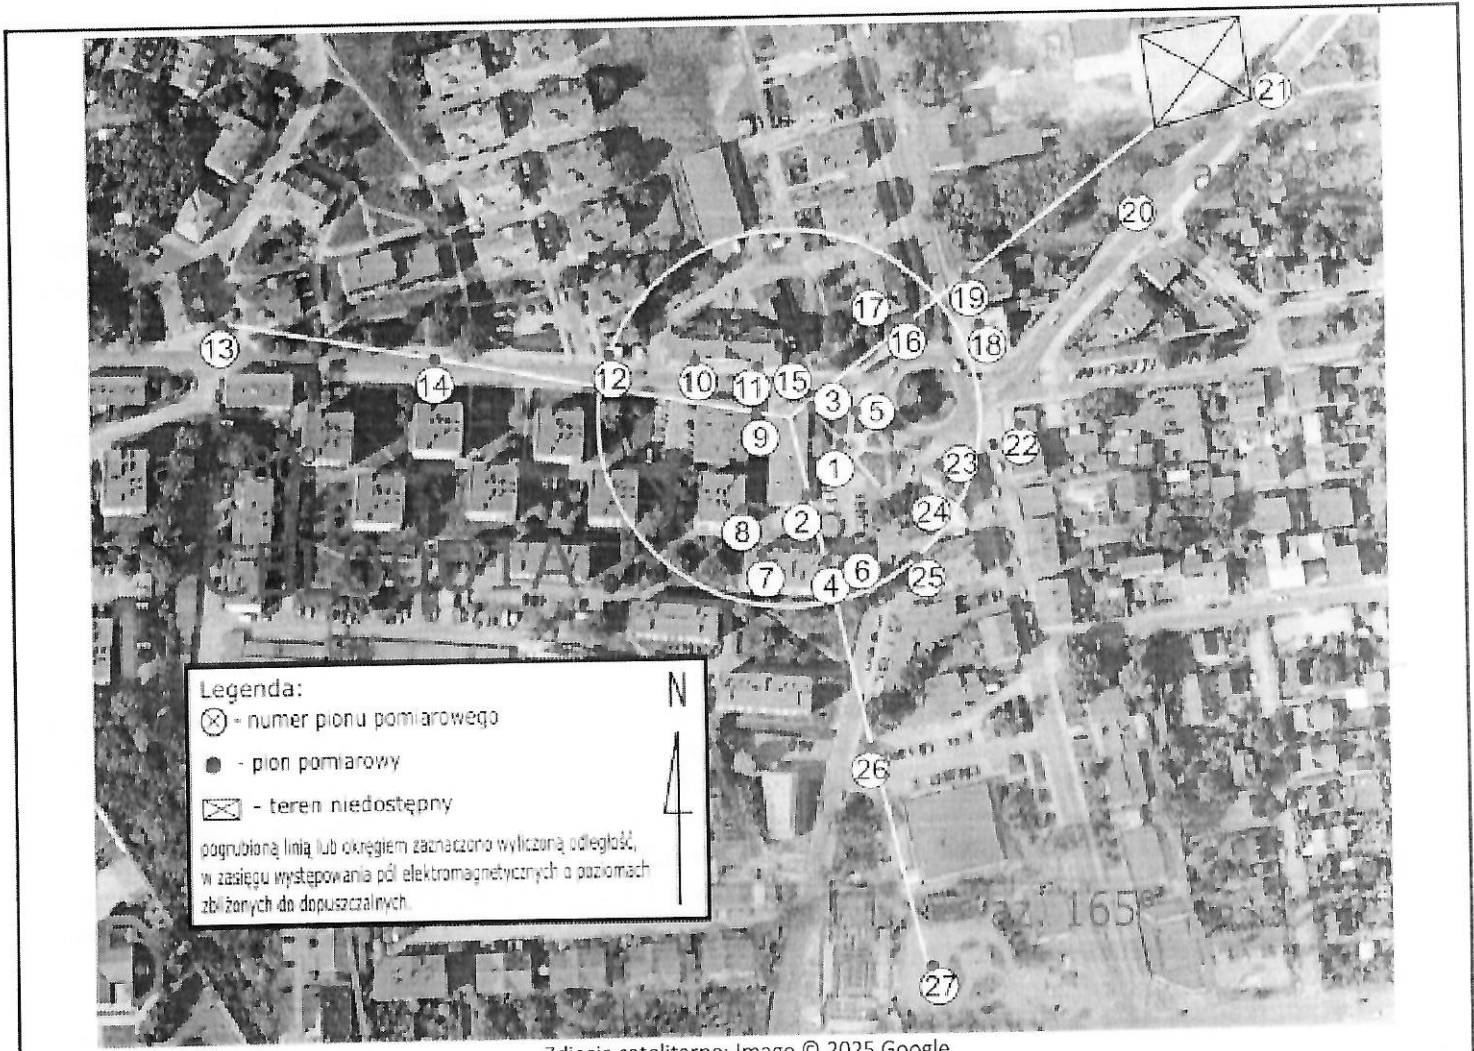 21
20
19
17
16
18
13
14
12
10
11
15
3
5
9
1
23
22
2
24
8
7
4
6
25
Legenda:
N
- numer pionu pomiarowego
- pion pomiarowy
- teren niedostępny
pogrubioną linią lub okręgiem zaznaczono wyliczoną odległość,
w zasięgu występowania pól elektromagnetycznych o poziomach
zbliżonych do dopuszczalnych.
26
az. 165°
27
Zdjęcie satelitarne: Image © 2025 Google